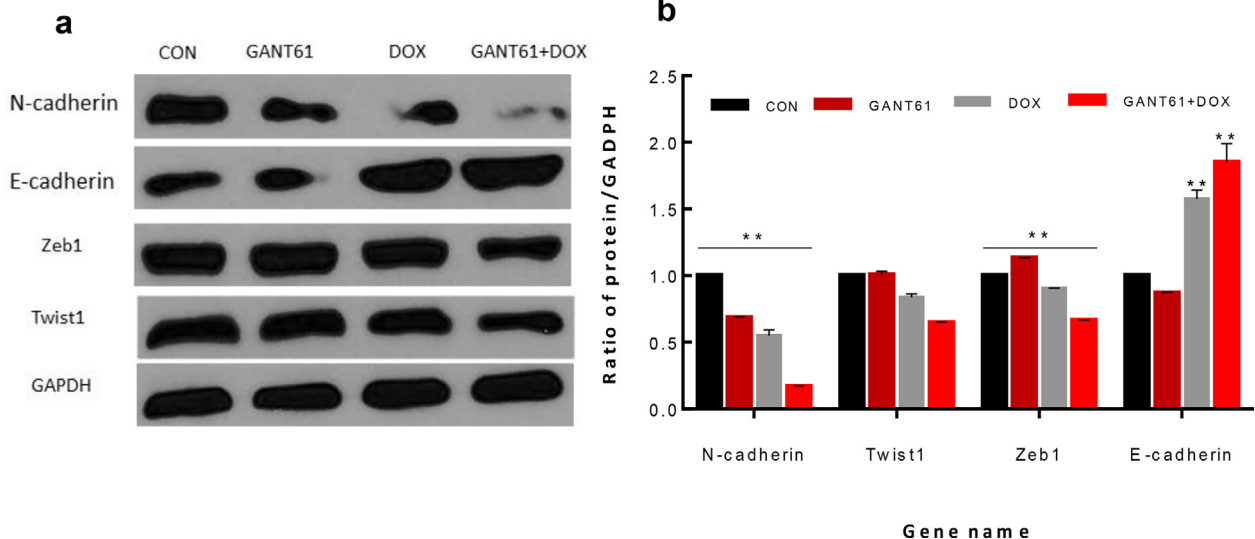 a
CON GANT61 DOX GANT61+DOX
N-cadherin
E-cadherin
Zeb1
Twist1
GAPDH
b
Ratio of protein/GADPH
2.5
2.0
1.5
1.0
0.5
0.0
CON GANT61 DOX GANT61+DOX
**
**
**
**
N-cadherin Twist1 Zeb1 E-cadherin
Gene name